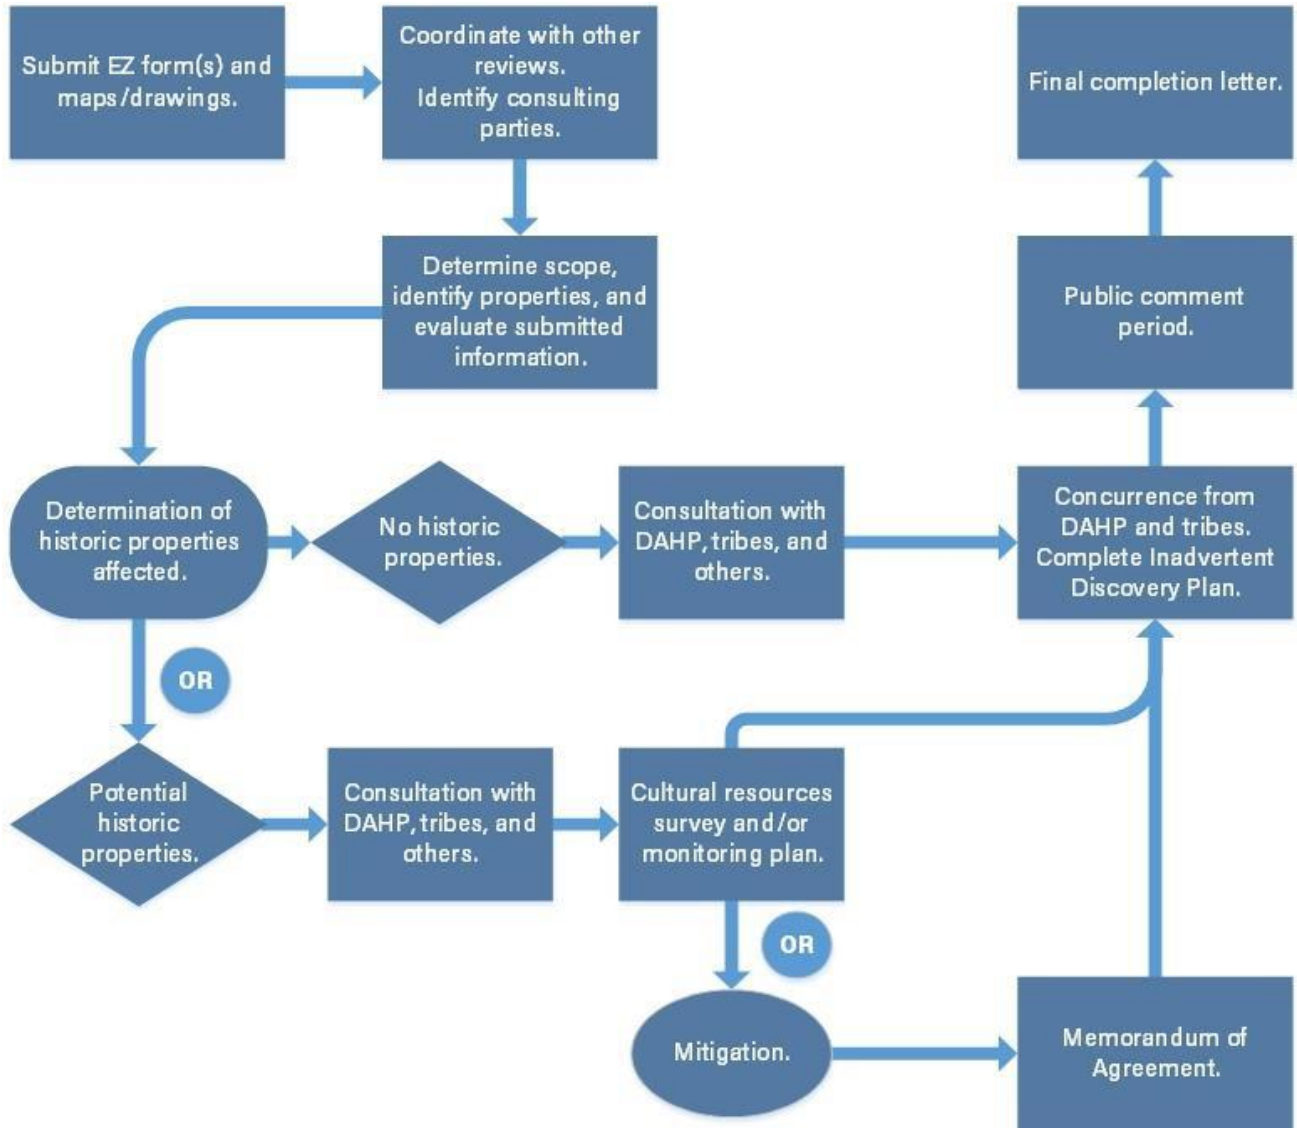 Submit EZ form(s) and
maps/drawings.
Coordinate with other
reviews.
Identify consulting
parties.
Final completion letter.
Determine scope,
identify properties, and
evaluate submitted
information.
Public comment
period.
Determination of
historic properties
affected.
No historic
properties.
Consultation with
DAHP, tribes, and
others.
Concurrence from
DAHP and tribes.
Complete Inadvertent
Discovery Plan.
OR
Potential
historic
properties.
Consultation with
DAHP, tribes, and
others.
Cultural resources
survey and/or
monitoring plan.
OR
Mitigation.
Memorandum of
Agreement.